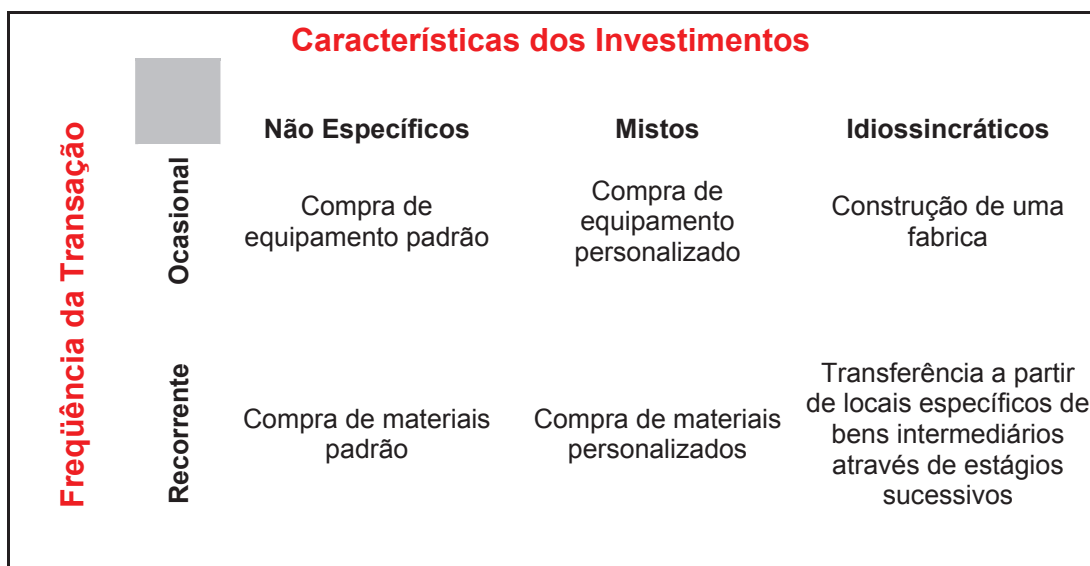 Características dos Investimentos
Não Específicos
Mistos
Idiossincráticos
Freqüência da Transação
Ocasional
Compra de
equipamento padrão
Compra de
equipamento
personalizado
Construção de uma
fabrica
Recorrente
Compra de materiais
padrão
Compra de materiais
personalizados
Transferência a partir
de locais específicos de
bens intermediários
através de estágios
sucessivos